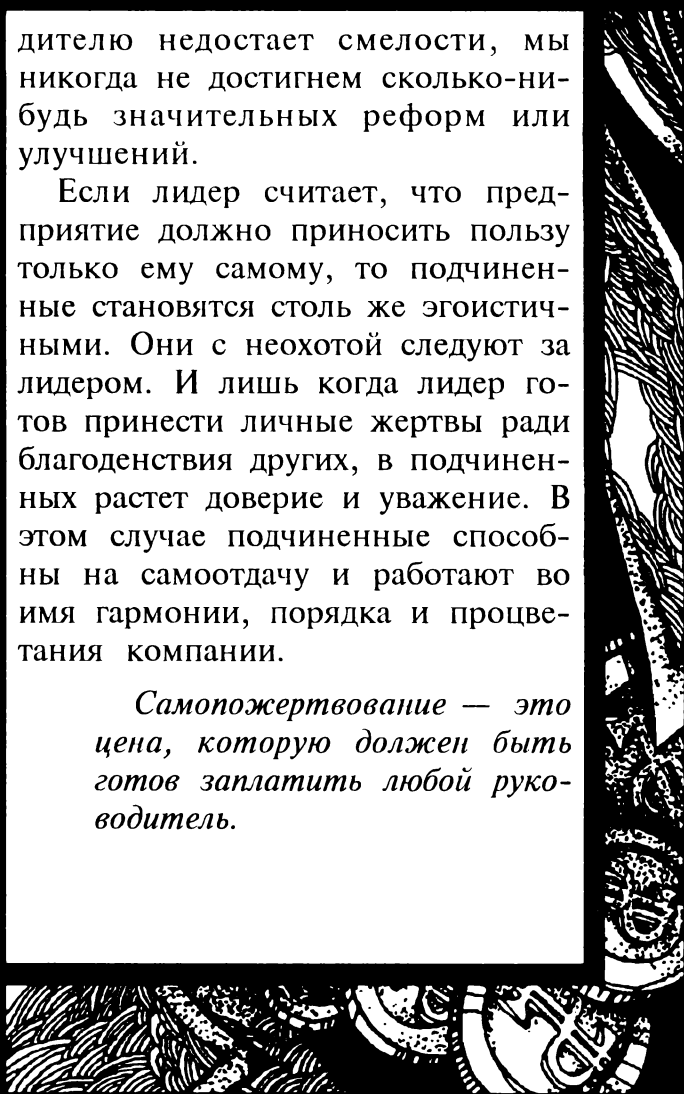 дителю недостает смелости, мы
никогда не достигнем сколько-ни-
будь значительных реформ или
улучшений.
Если лидер считает, что пред-
приятие должно приносить пользу
только ему самому, то подчинен-
ные становятся столь же эгоистич-
ными. Они с неохотой следуют за
лидером. И лишь когда лидер го-
тов принести личные жертвы ради
благоденствия других, в подчинен-
ных растет доверие и уважение. В
этом случае подчиненные способ-
ны на самоотдачу и работают во
имя гармонии, порядка и процве-
тания компании.
Самопожертвование — это
цена, которую должен быть
готов заплатить любой руко-
водитель.